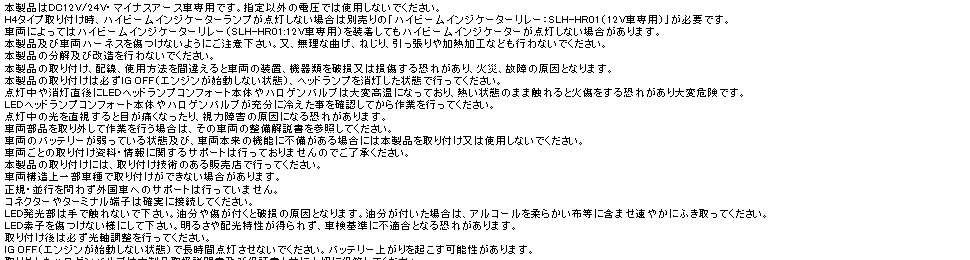 本製品はDC12V/24V・マイナスアース車専用です。指定以外の電圧では使用しないでください。
H4タイプ取り付け時、ハイビームインジケーターランプが点灯しない場合は別売りの「ハイビームインジケーターリレー：SLH-HR01（12V車専用）」が必要です。
車両によってはハイビームインジケーターリレー（SLH-HR01:12V車専用）を装着してもハイビームインジケーターが点灯しない場合があります。
本製品及び車両ハーネスを傷つけないようにご注意下さい。又、無理な曲げ、ねじり、引っ張りや加熱加工なども行わないでください。
本製品の分解及び改造を行わないでください。
本製品の取り付け、配線、使用方法を間違えると車両の装置、機器類を破損又は損傷する恐れがあり、火災、故障の原因となります。
本製品の取り付けは必ずIG OFF（エンジンが始動しない状態）、ヘッドランプを消灯した状態で行ってください。
点灯中や消灯直後にLEDヘッドランプコンフォート本体やハロゲンバルブは大変高温になっており、熱い状態のまま触れると火傷をする恐れがあり大変危険です。
LEDヘッドランプコンフォート本体やハロゲンバルブが充分に冷えた事を確認してから作業を行ってください。
点灯中の光を直視すると目が痛くなったり、視力障害の原因になる恐れがあります。
車両部品を取り外して作業を行う場合は、その車両の整備解説書を参照してください。
車両のバッテリーが弱っている状態及び、車両本来の機能に不備がある場合には本製品を取り付け又は使用しないでください。
車両ごとの取り付け資料・情報に関するサポートは行っておりませんのでご了承ください。
本製品の取り付けには、取り付け技術のある販売店で行ってください。
車両構造上一部車種で取り付けができない場合があります。
正規・並行を問わず外国車へのサポートは行っていません。
コネクターやターミナル端子は確実に接続してください。
LED発光部は手で触れないで下さい。油分や傷が付くと破損の原因となります。油分が付いた場合は、アルコールを柔らかい布等に含ませ速やかにふき取ってください。
LED素子を傷つけない様にして下さい。明るさや配光特性が得られず、車検基準に不適合となる恐れがあります。
取り付け後は必ず光軸調整を行ってください。
IG OFF（エンジンが始動しない状態）で長時間点灯させないでください。バッテリー上がりを起こす可能性があります。